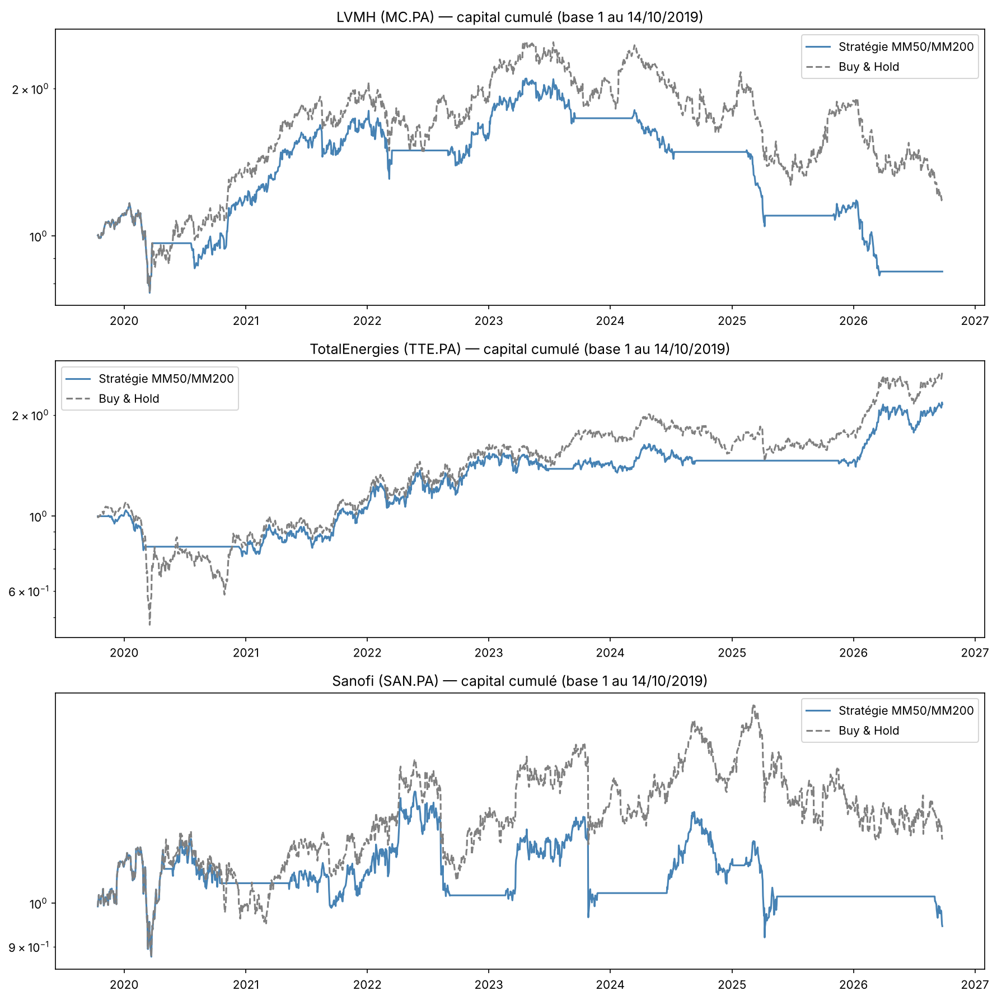 LVMH (MC.PA) — capital cumulé (base 1 au 14/10/2019)
Stratégie MM50/MM200
Buy & Hold
2 × 10⁰
10⁰
2020 2021 2022 2023 2024 2025 2026 2027
TotalEnergies (TTE.PA) — capital cumulé (base 1 au 14/10/2019)
Stratégie MM50/MM200
Buy & Hold
2 × 10⁰
10⁰
6 × 10⁻¹
2020 2021 2022 2023 2024 2025 2026 2027
Sanofi (SAN.PA) — capital cumulé (base 1 au 14/10/2019)
Stratégie MM50/MM200
Buy & Hold
10⁰
9 × 10⁻¹
2020 2021 2022 2023 2024 2025 2026 2027